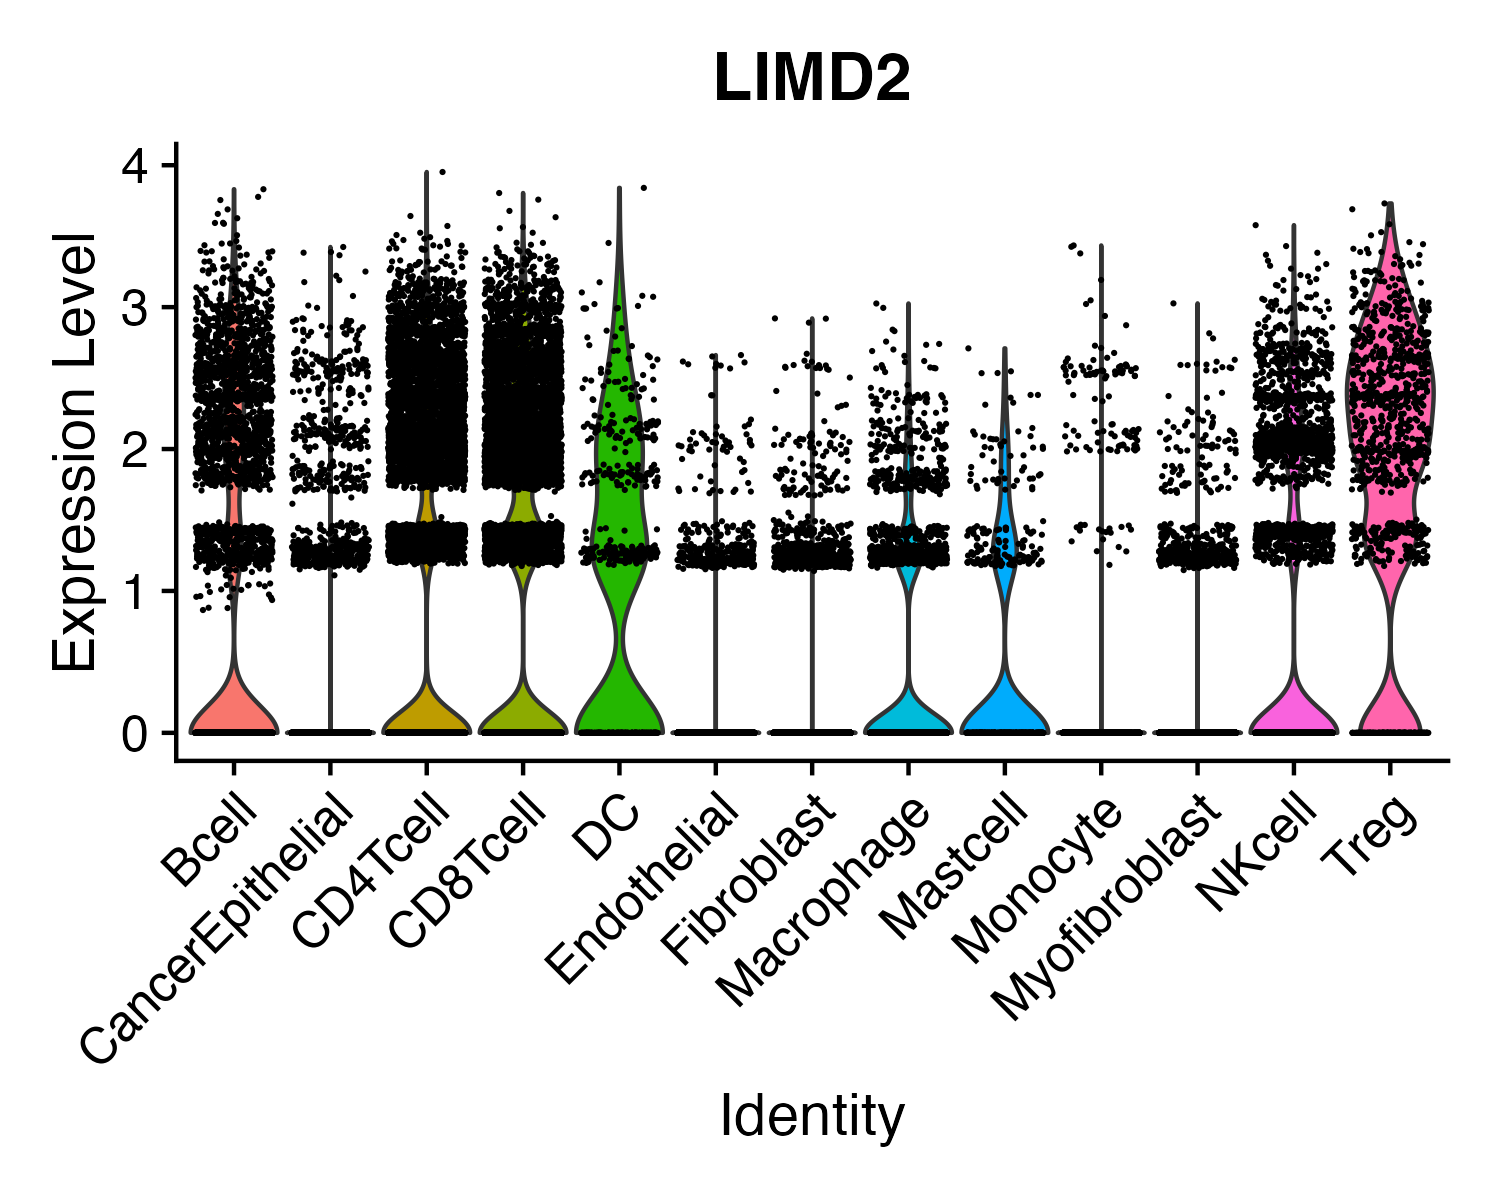 LIMD2
Expression Level
4
3
2
1
0
Bcell
CancerEpithelial
CD4Tcell
CD8Tcell
DC
Endothelial
Fibroblast
Macrophage
Mastcell
Monocyte
Myofibroblast
NKcell
Treg
Identity